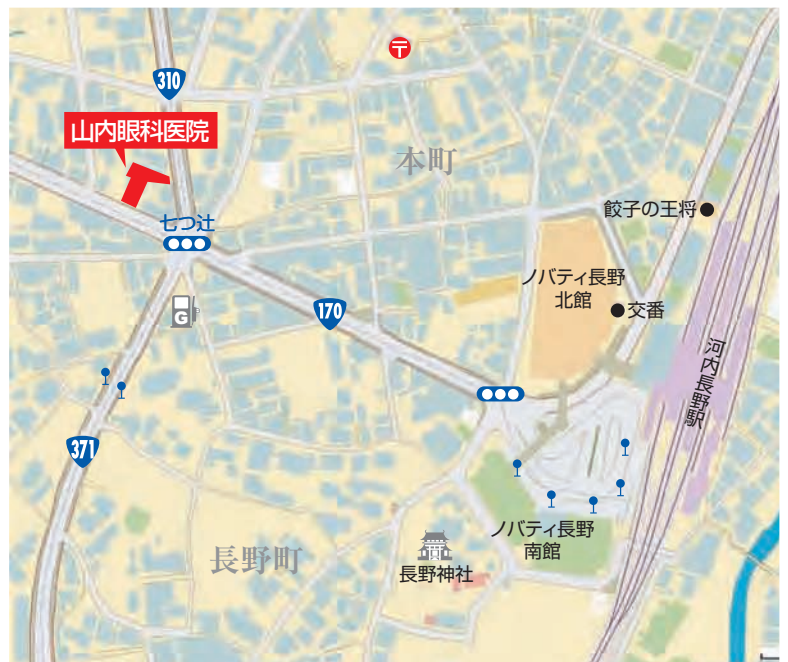 〒
310
山内眼科医院
本町
七つ辻
餃子の王将
ノバティ長野
北館
交番
170
G
河内長野駅
371
ノバティ長野
南館
長野神社
長野町